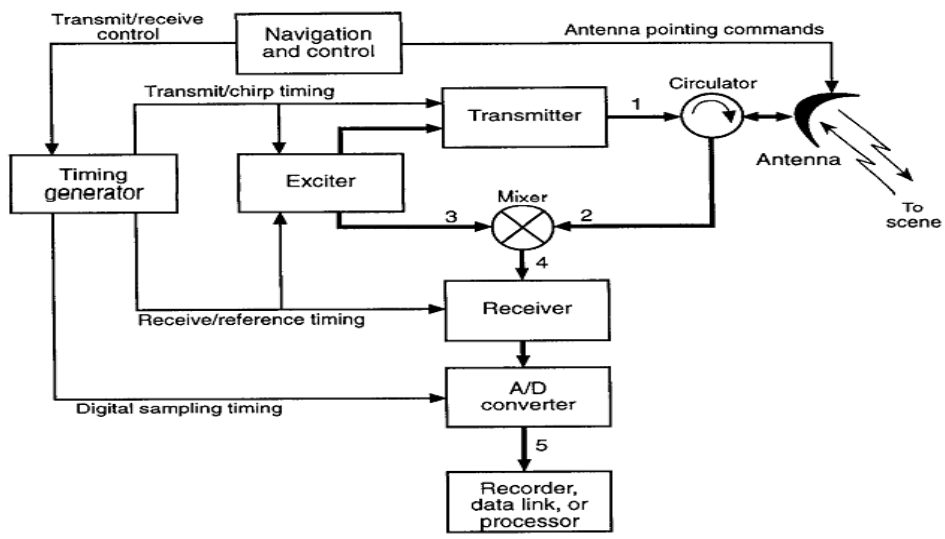 Transmit/receive
control
Navigation
and control
Antenna pointing commands
Transmit/chirp timing
Transmitter
1
Circulator
Antenna
To
scene
Timing
generator
Exciter
3
Mixer
2
4
Receive/reference timing
Receiver
Digital sampling timing
A/D
converter
5
Recorder,
data link, or
processor